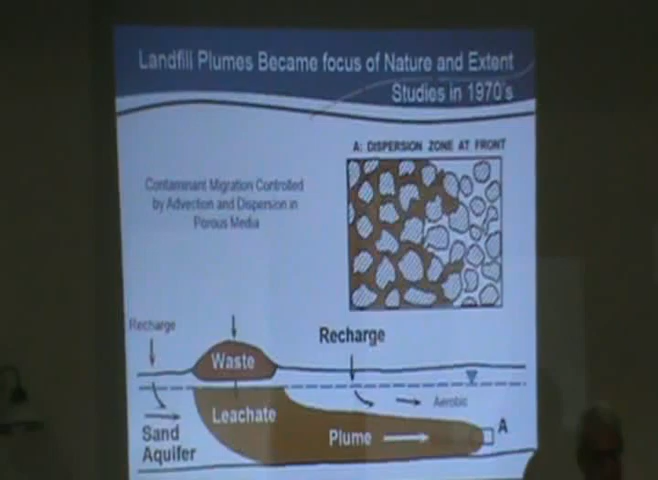 Landfill Plumes Became focus of Nature and Extent
Studies in 1970's
A: DISPERSION ZONE AT FRONT
Contaminant Migration Controlled
by Advection and Dispersion in
Porous Media
Recharge
Recharge
Waste
Leachate
Aerobic
Sand
Aquifer
Plume
A